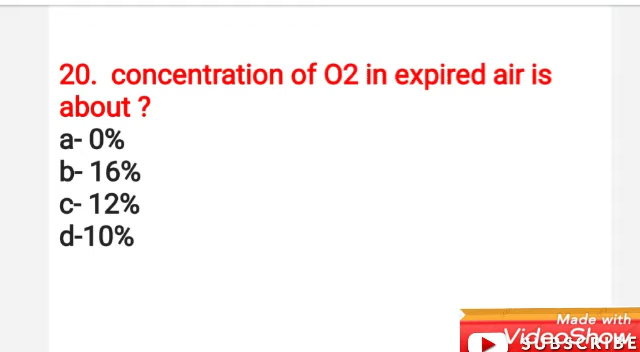 20. concentration of O2 in expired air is
about ?
a- 0%
b- 16%
c- 12%
d-10%
Made with
VideoShow
SUBSCRIBE